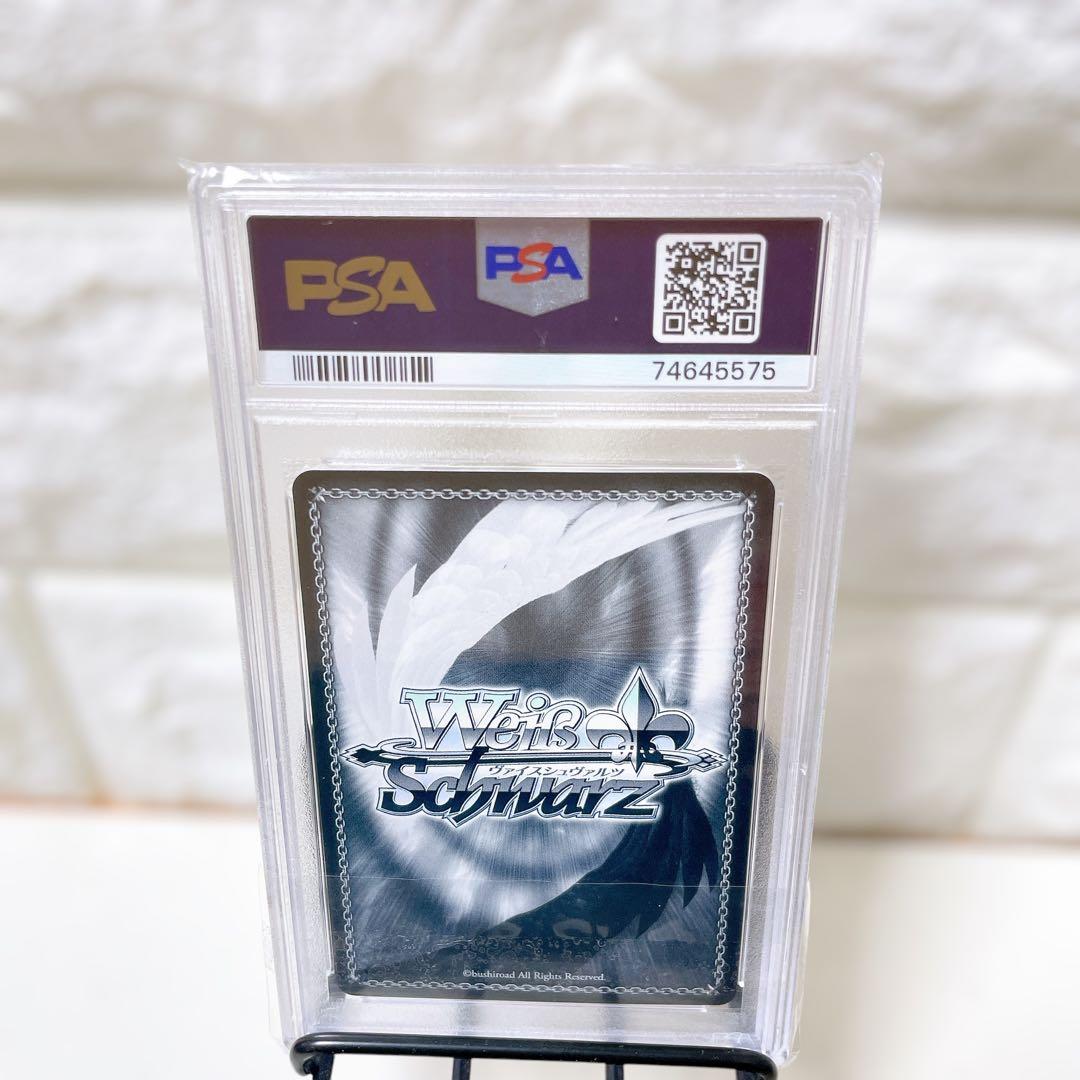 PSA
PSA
74645575
Weiß
ヴァイスシュヴァルツ
Schwarz
©bushiroad All Rights Reserved.